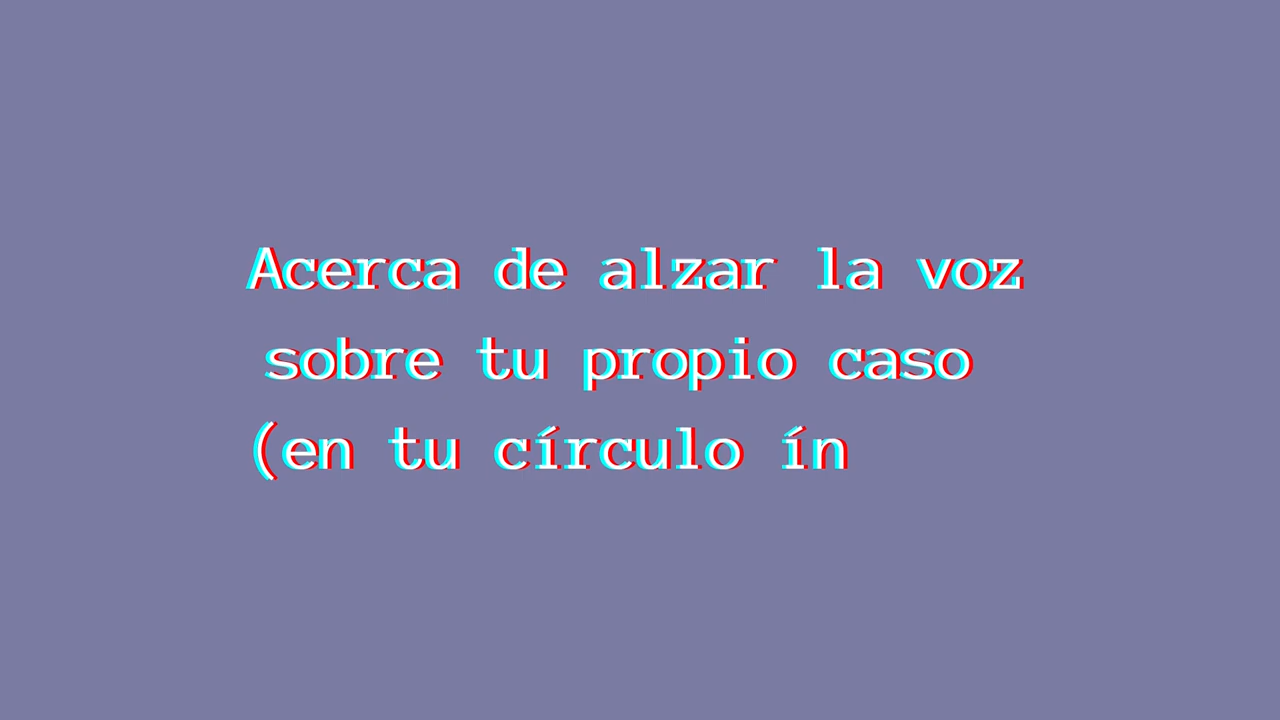 Acerca de alzar la voz
sobre tu propio caso
(en tu círculo ín